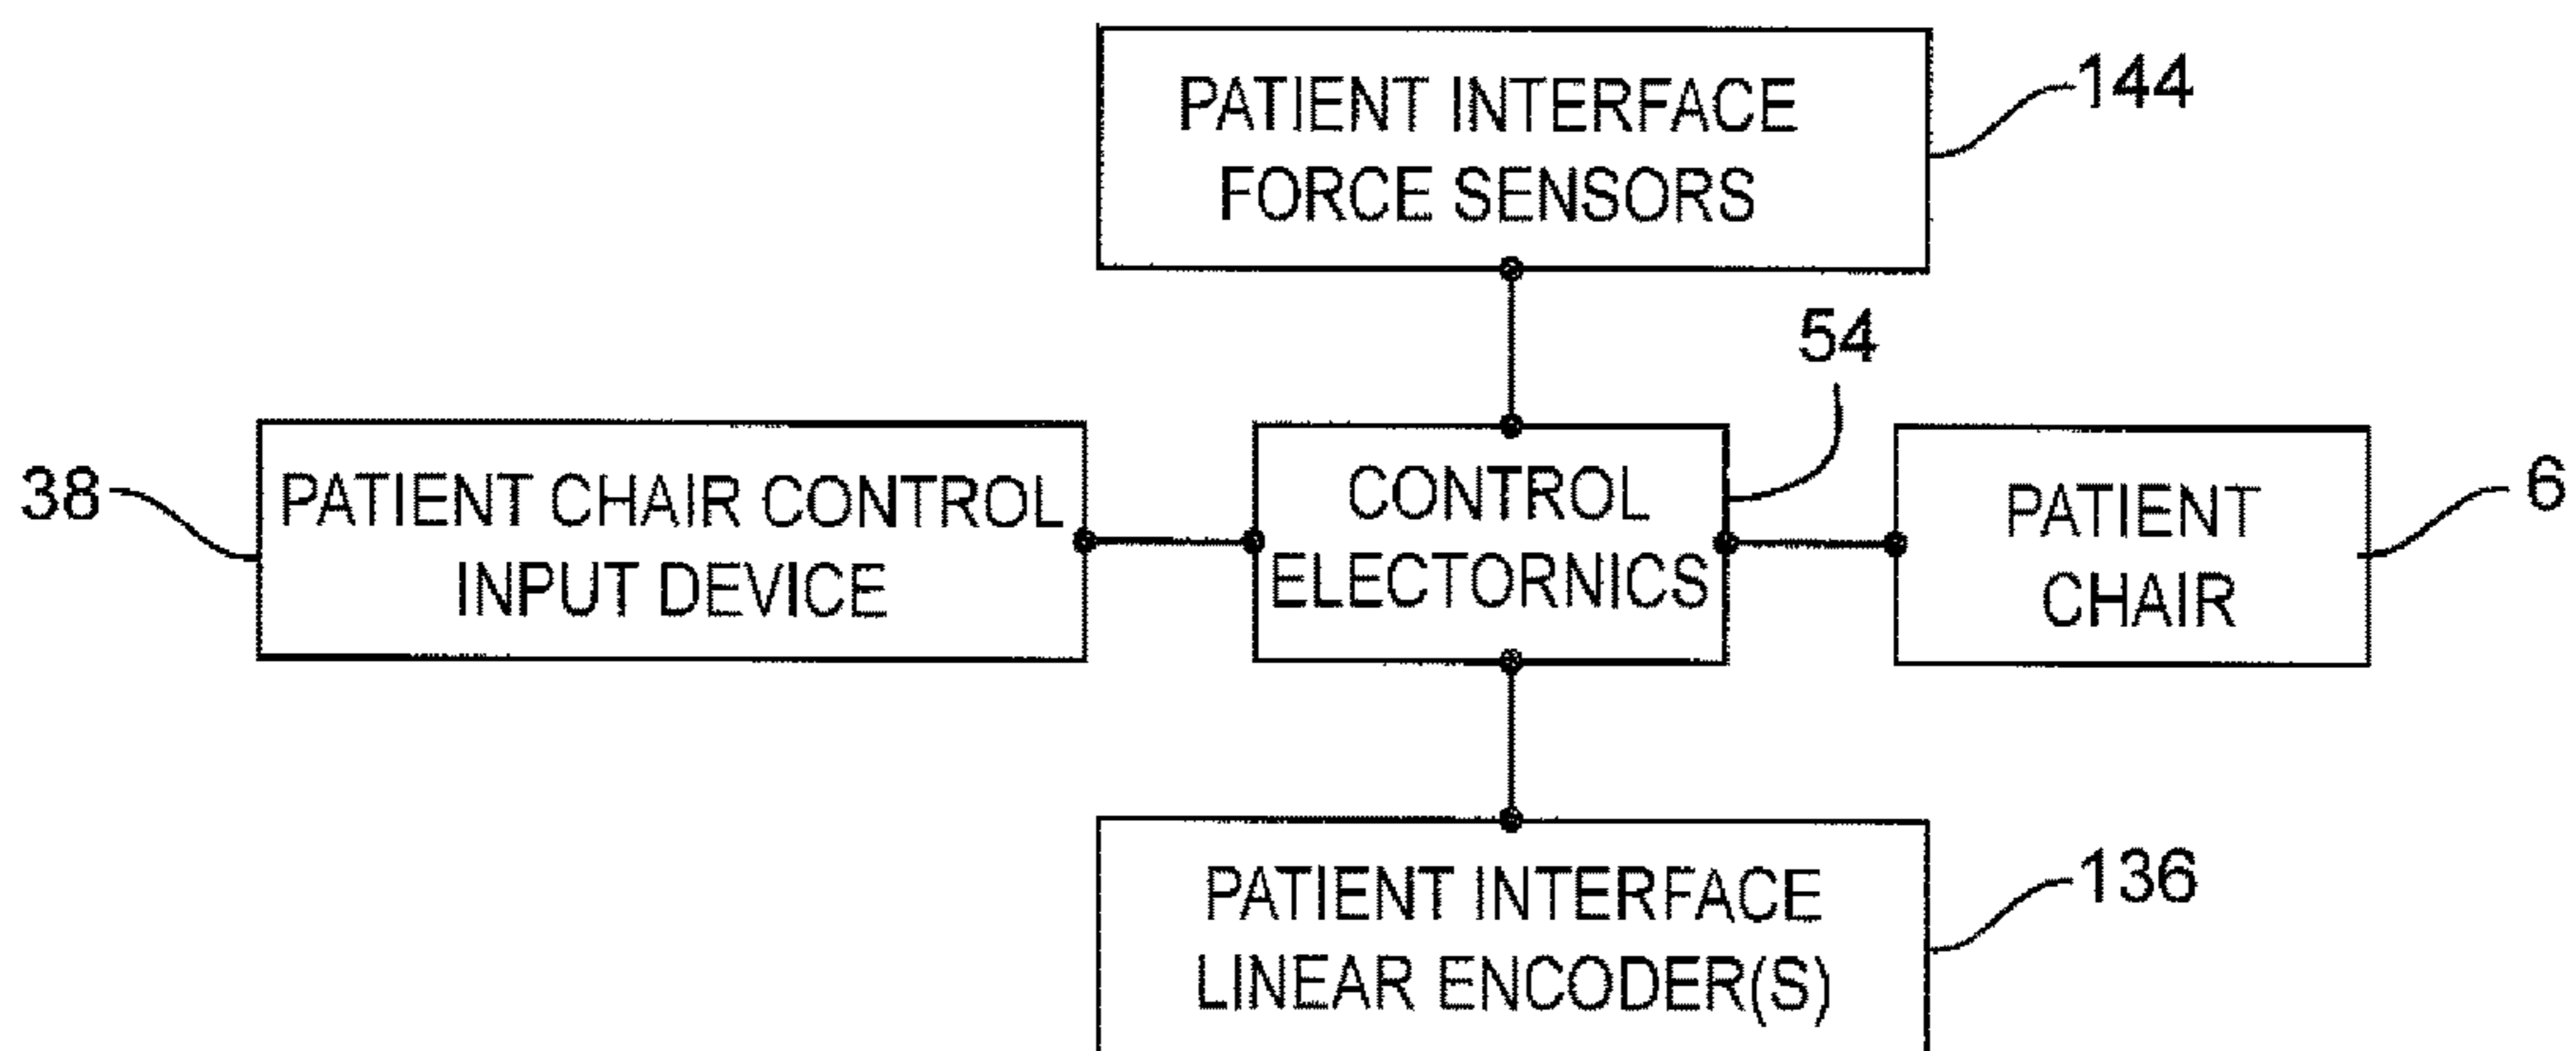 PATIENT INTERFACE
FORCE SENSORS
144
54
38
PATIENT CHAIR CONTROL
INPUT DEVICE
CONTROL
ELECTORNICS
PATIENT
CHAIR
6
PATIENT INTERFACE
LINEAR ENCODER(S)
136